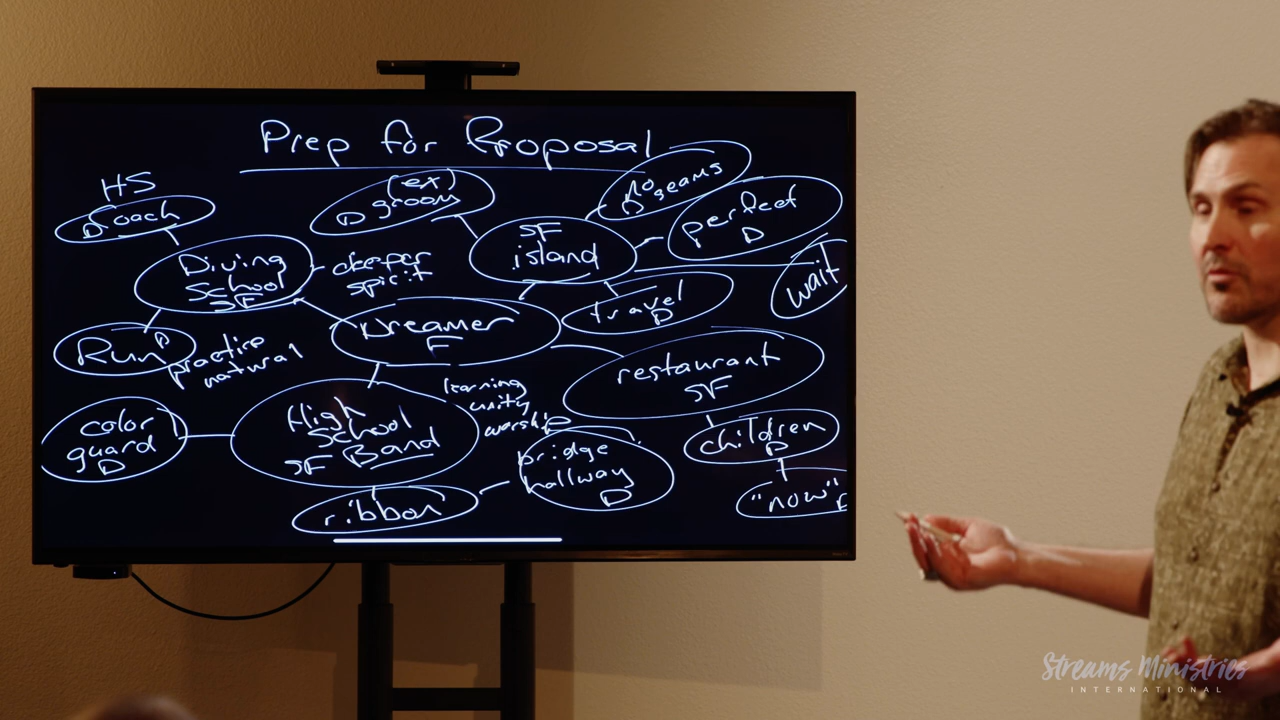 Prep for Proposal
HS
Coach
D
(ex)
groom
D
no
seams
D
perfect
D
SF
island
wait
Diving
School
SF
deeper
spirit
travel
D
Dreamer
F
Run D
practice
natural
restaurant
SF
learning
unity
worship
color
guard
D
High
School
SF Band
children
D
bridge
hallway
D
ribbon
"now"
Streams Ministries
INTERNATIONAL